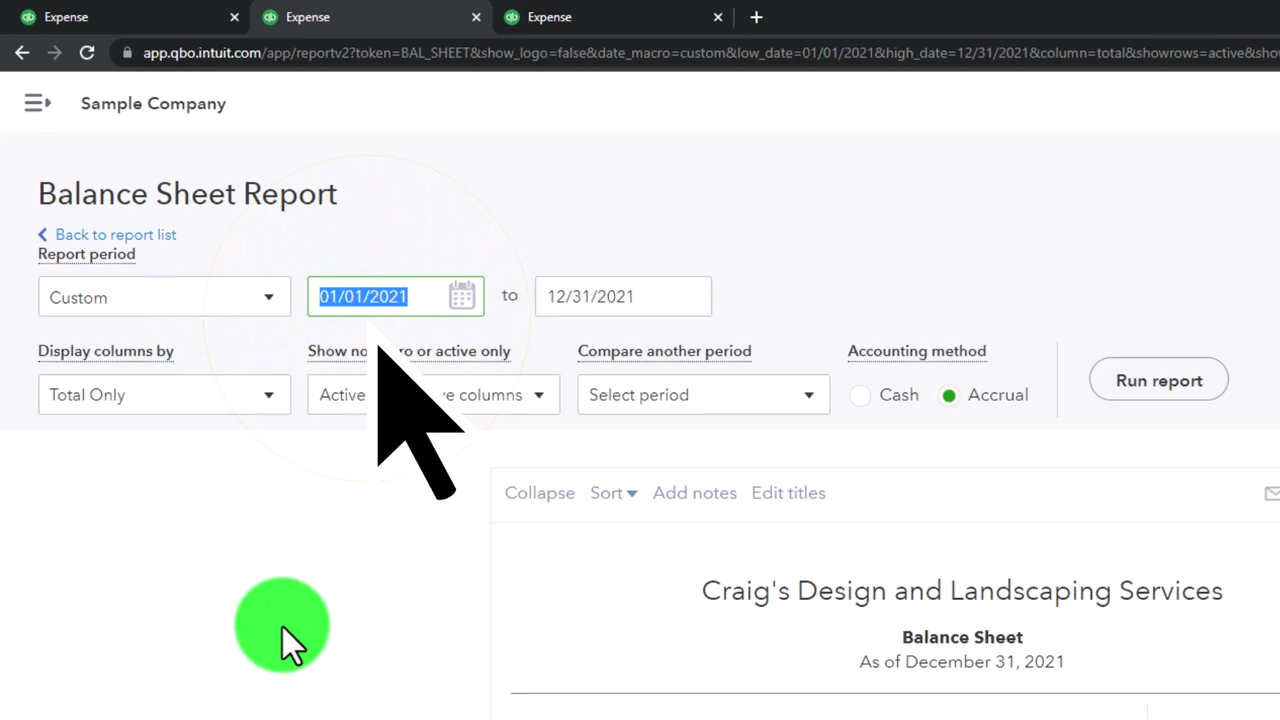 Expense
Expense
Expense
app.qbo.intuit.com/app/reportv2?token=BAL_SHEET&show_logo=false&date_macro=custom&low_date=01/01/2021&high_date=12/31/2021&column=total&showrows=active&sho
Sample Company
Balance Sheet Report
Back to report list
Report period
Custom 01/01/2021 to 12/31/2021
Display columns by Show no ro or active only Compare another period Accounting method
Total Only Active ve columns Select period Cash Accrual Run report
Collapse Sort Add notes Edit titles
Craig's Design and Landscaping Services
Balance Sheet
As of December 31, 2021